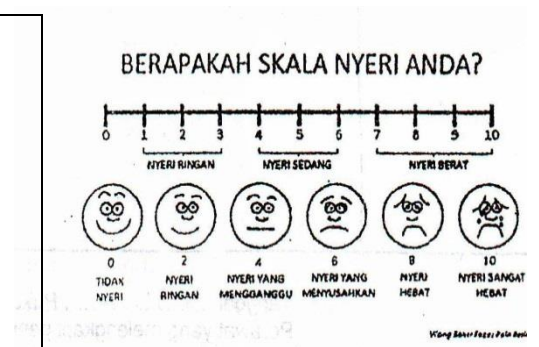 BERAPAKAH SKALA NYERI ANDA?
0 1 2 3 4 5 6 7 8 9 10
NYERI RINGAN NYERI SEDANG NYERI BERAT
0 2 4 6 8 10
TIDAK NYERI NYERI YANG NYERI YANG NYERI NYERI SANGAT
NYERI RINGAN MENGGANGGU MENYUSAHKAN HEBAT HEBAT